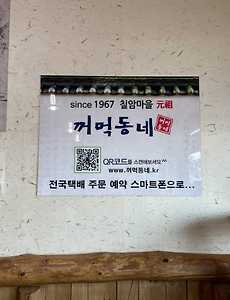 since 1967 칠암마을 元祖
꺼먹동네
QR코드를 스캔해보세요^^
www.꺼먹동네.kr
전국택배 주문 예약 스마트폰으로...